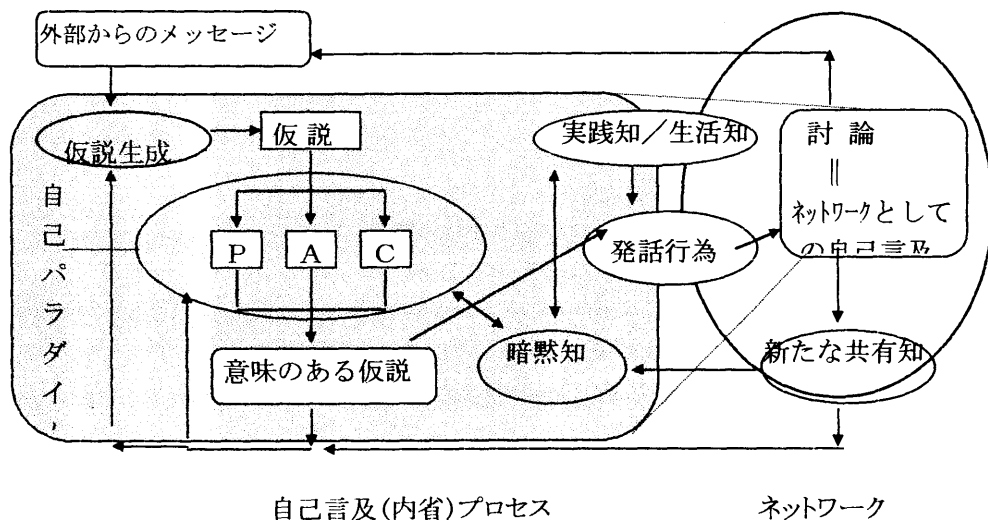 外部からのメッセージ
仮説生成
仮説
実践知／生活知
討 論
||
ネットワークとして
の自己言及
自己パラダイ
P
A
C
発話行為
意味のある仮説
暗黙知
新たな共有知
自己言及(内省)プロセス
ネットワーク